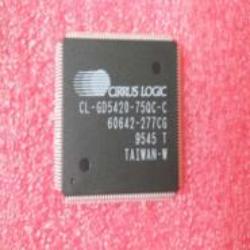 CIRRUS LOGIC
CL-GD5420-75QC-C
60642-277CG
9545 T
TAIWAN-W